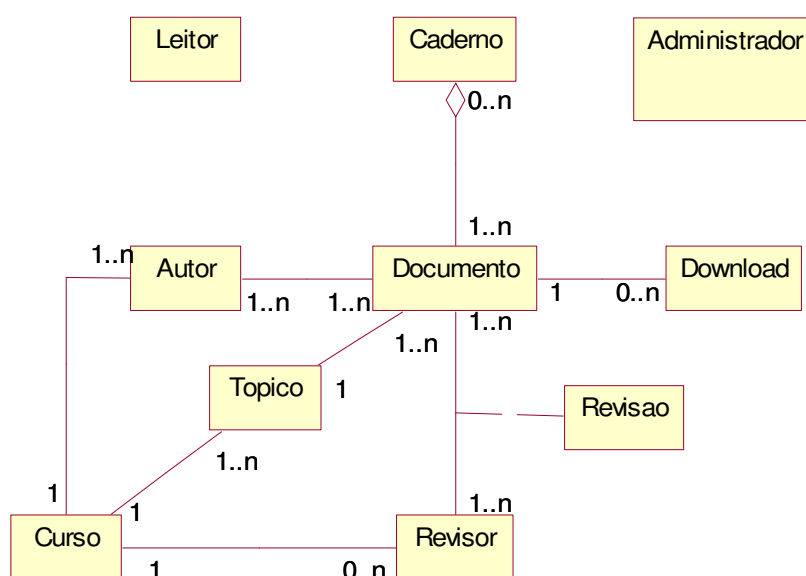 Leitor
Caderno
Administrador
0..n
1..n
1..n
Autor
Documento
Download
1..n
1..n
1
0..n
1..n
1..n
Topico
1
Revisao
1..n
1
1
1..n
Curso
Revisor
1
0..n